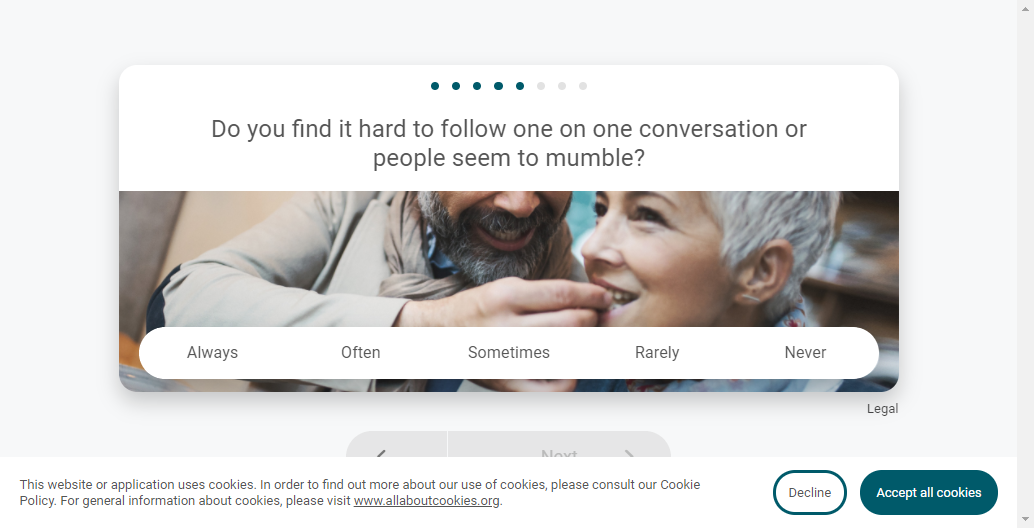 Do you find it hard to follow one on one conversation or
people seem to mumble?
Always Often Sometimes Rarely Never
Legal
Next
This website or application uses cookies. In order to find out more about our use of cookies, please consult our Cookie
Policy. For general information about cookies, please visit www.allaboutcookies.org.
Decline
Accept all cookies